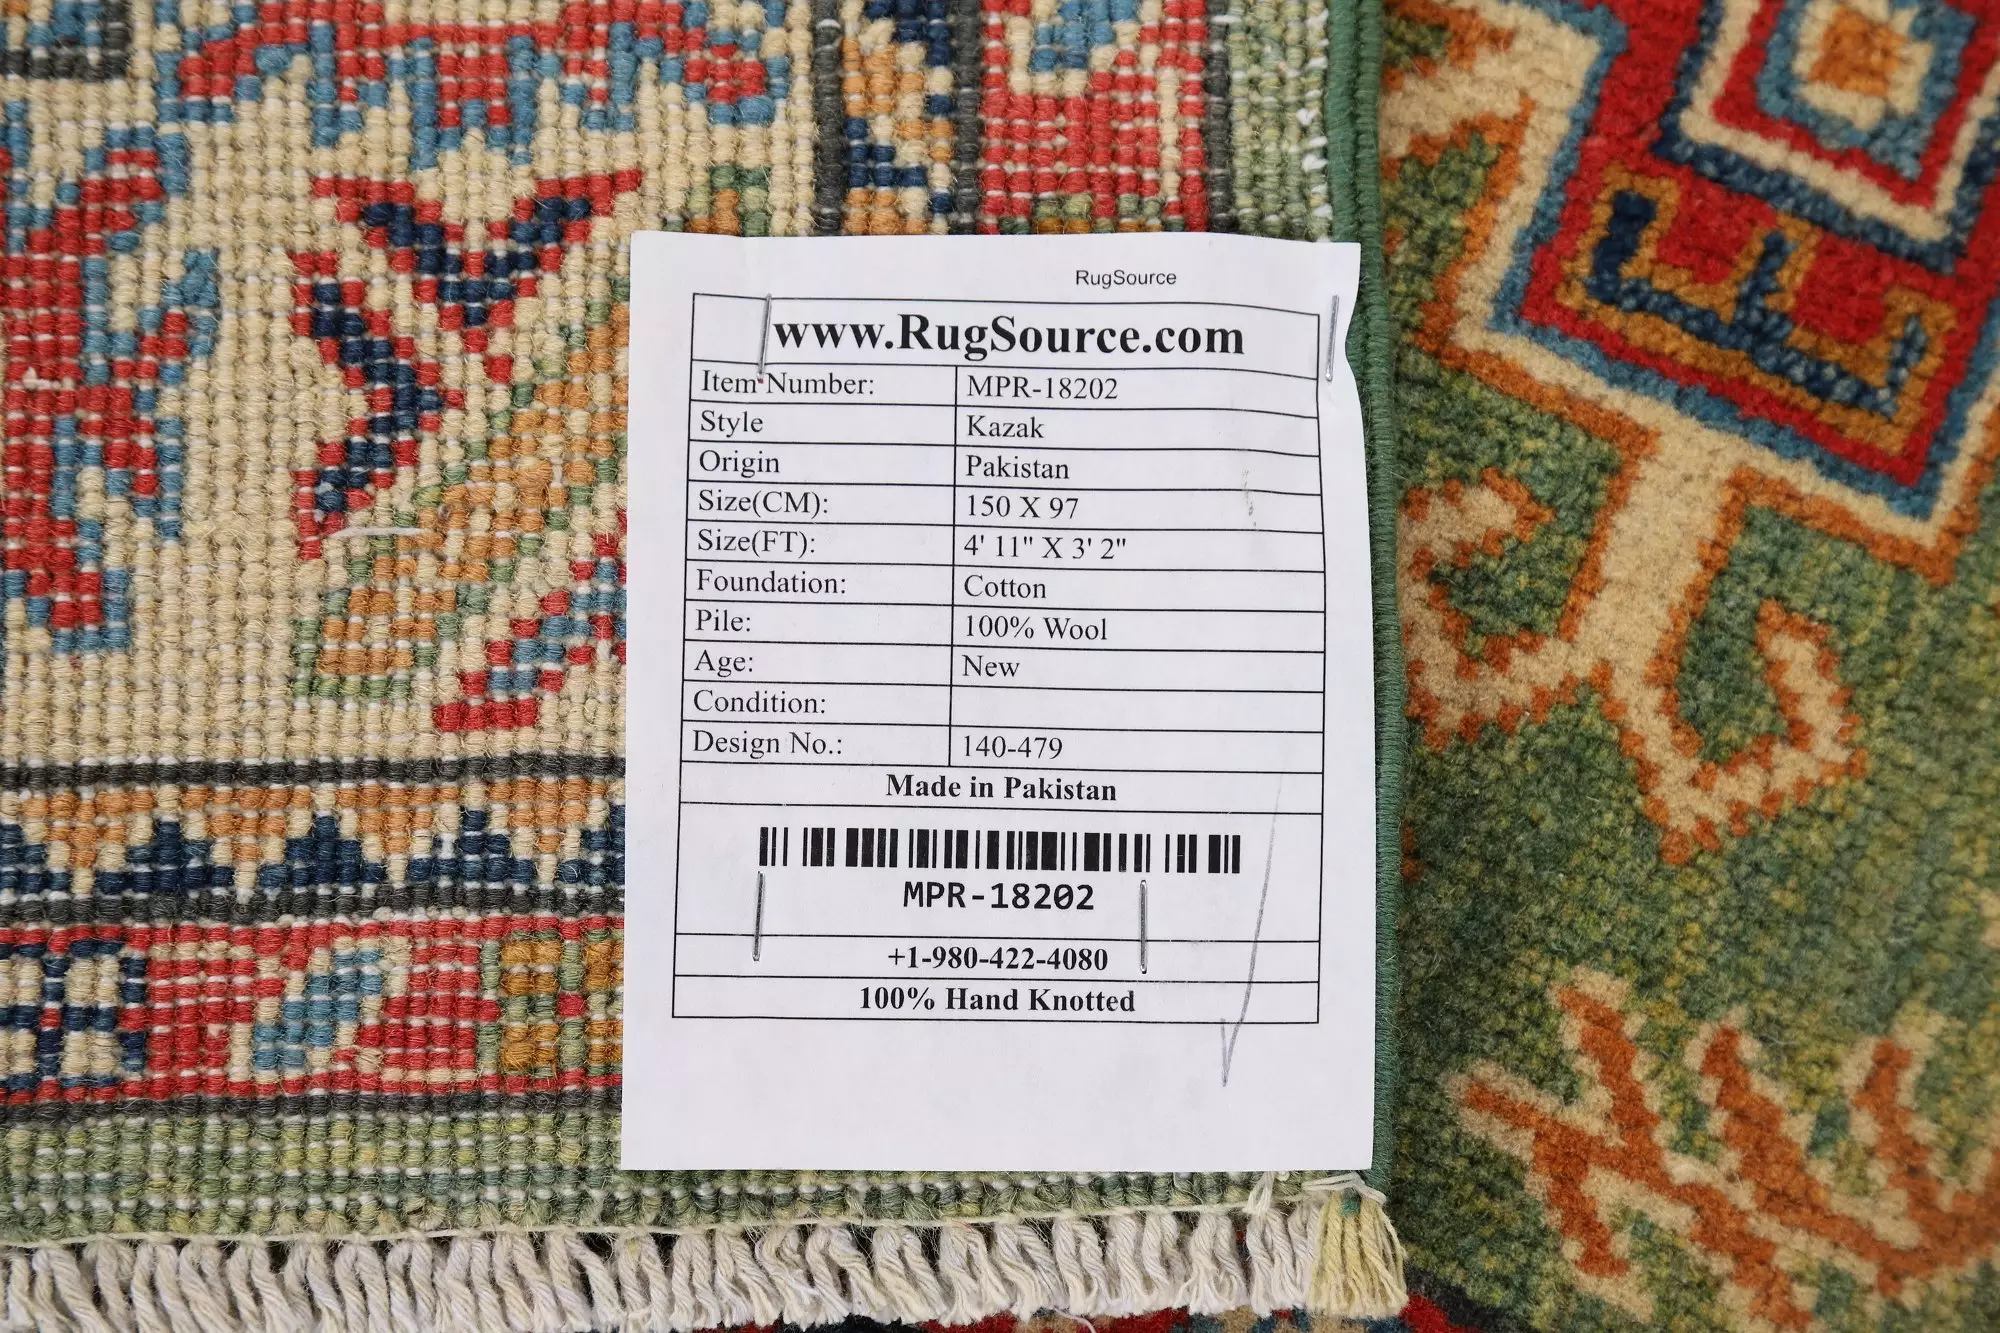 RugSource
www.RugSource.com
Item Number: MPR-18202
Style Kazak
Origin Pakistan
Size(CM): 150 X 97
Size(FT): 4' 11" X 3' 2"
Foundation: Cotton
Pile: 100% Wool
Age: New
Condition:
Design No.: 140-479
Made in Pakistan
MPR-18202
+1-980-422-4080
100% Hand Knotted